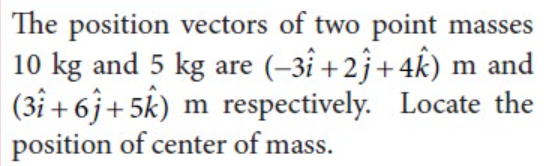 The position vectors of two point masses
10 kg and 5 kg are (−3î + 2ĵ + 4k̂) m and
(3î + 6ĵ + 5k̂) m respectively. Locate the
position of center of mass.